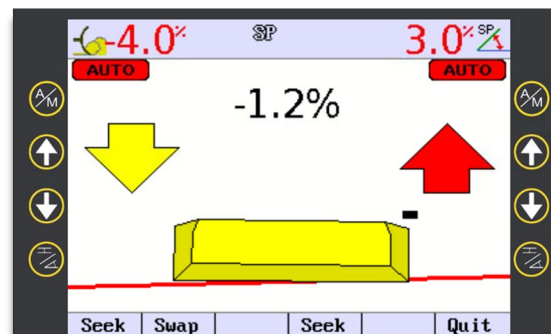 -4.0% SP 3.0% SP
AUTO AUTO
-1.2%
A/M A/M
Seek Swap Seek Quit